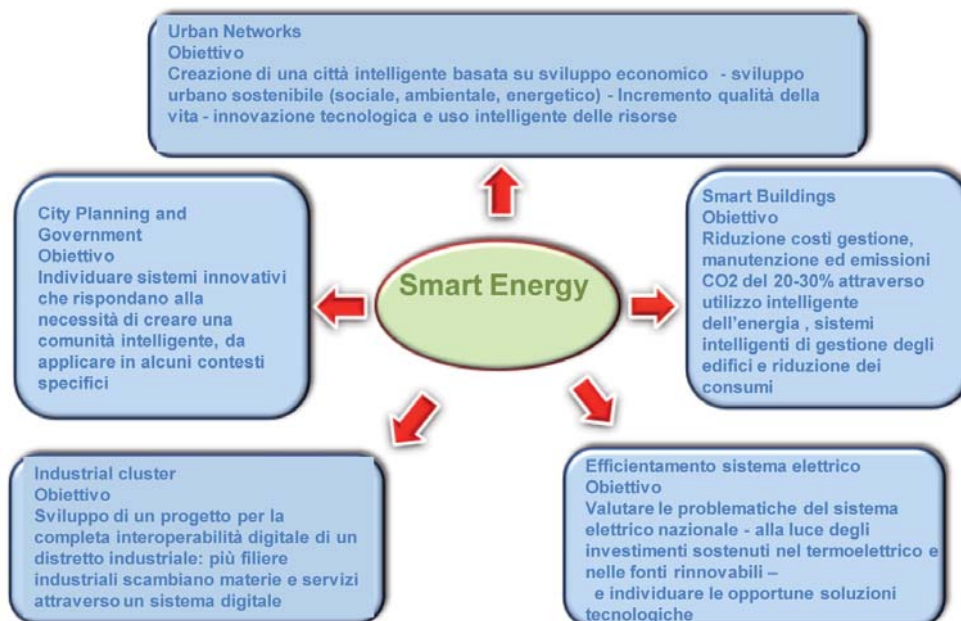 Urban Networks
Obiettivo
Creazione di una città intelligente basata su sviluppo economico - sviluppo
urbano sostenibile (sociale, ambientale, energetico) - Incremento qualità della
vita - innovazione tecnologica e uso intelligente delle risorse
City Planning and
Government
Obiettivo
Individuare sistemi innovativi
che rispondano alla
necessità di creare una
comunità intelligente, da
applicare in alcuni contesti
specifici
Smart Energy
Smart Buildings
Obiettivo
Riduzione costi gestione,
manutenzione ed emissioni
CO2 del 20-30% attraverso
utilizzo intelligente
dell'energia , sistemi
intelligenti di gestione degli
edifici e riduzione dei
consumi
Industrial cluster
Obiettivo
Sviluppo di un progetto per la
completa interoperabilità digitale di un
distretto industriale: più filiere
industriali scambiano materie e servizi
attraverso un sistema digitale
Efficientamento sistema elettrico
Obiettivo
Valutare le problematiche del sistema
elettrico nazionale - alla luce degli
investimenti sostenuti nel termoelettrico e
nelle fonti rinnovabili –
e individuare le opportune soluzioni
tecnologiche